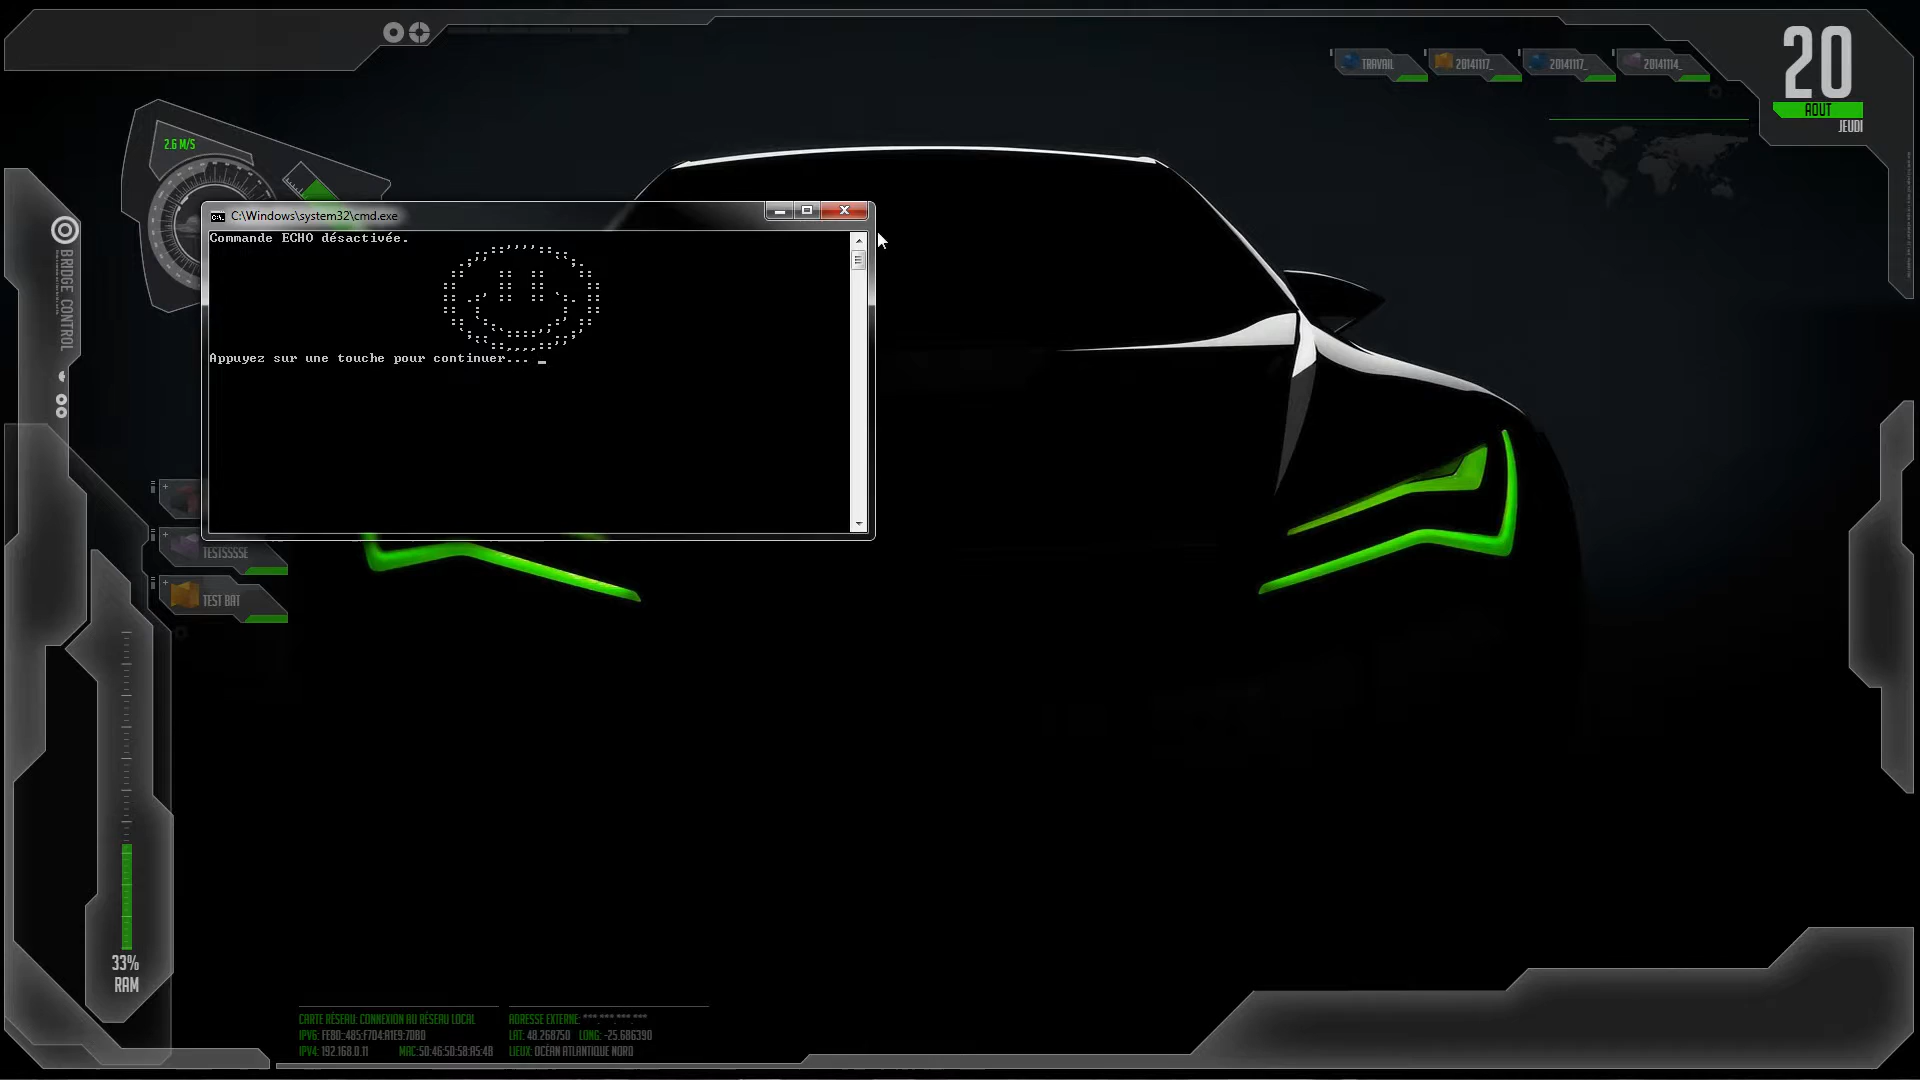 20
AOUT
JEUDI
TRAVAIL
20141117_
20141117_
20141114_
2.6 M/S
C:\Windows\system32\cmd.exe
Commande ECHO désactivée.
Appuyez sur une touche pour continuer... _
BRIDGE CONTROL
TESTSSSSE
TEST BAT
33%
RAM
CARTE RÉSEAU: CONNEXION AU RÉSEAU LOCAL
IPV4: 192.168.0.11
ADRESSE EXTERNE: ***.***.***.***
LAT: 48.268750 LONG: -25.686390
LIEUX: OCÉAN ATLANTIQUE NORD